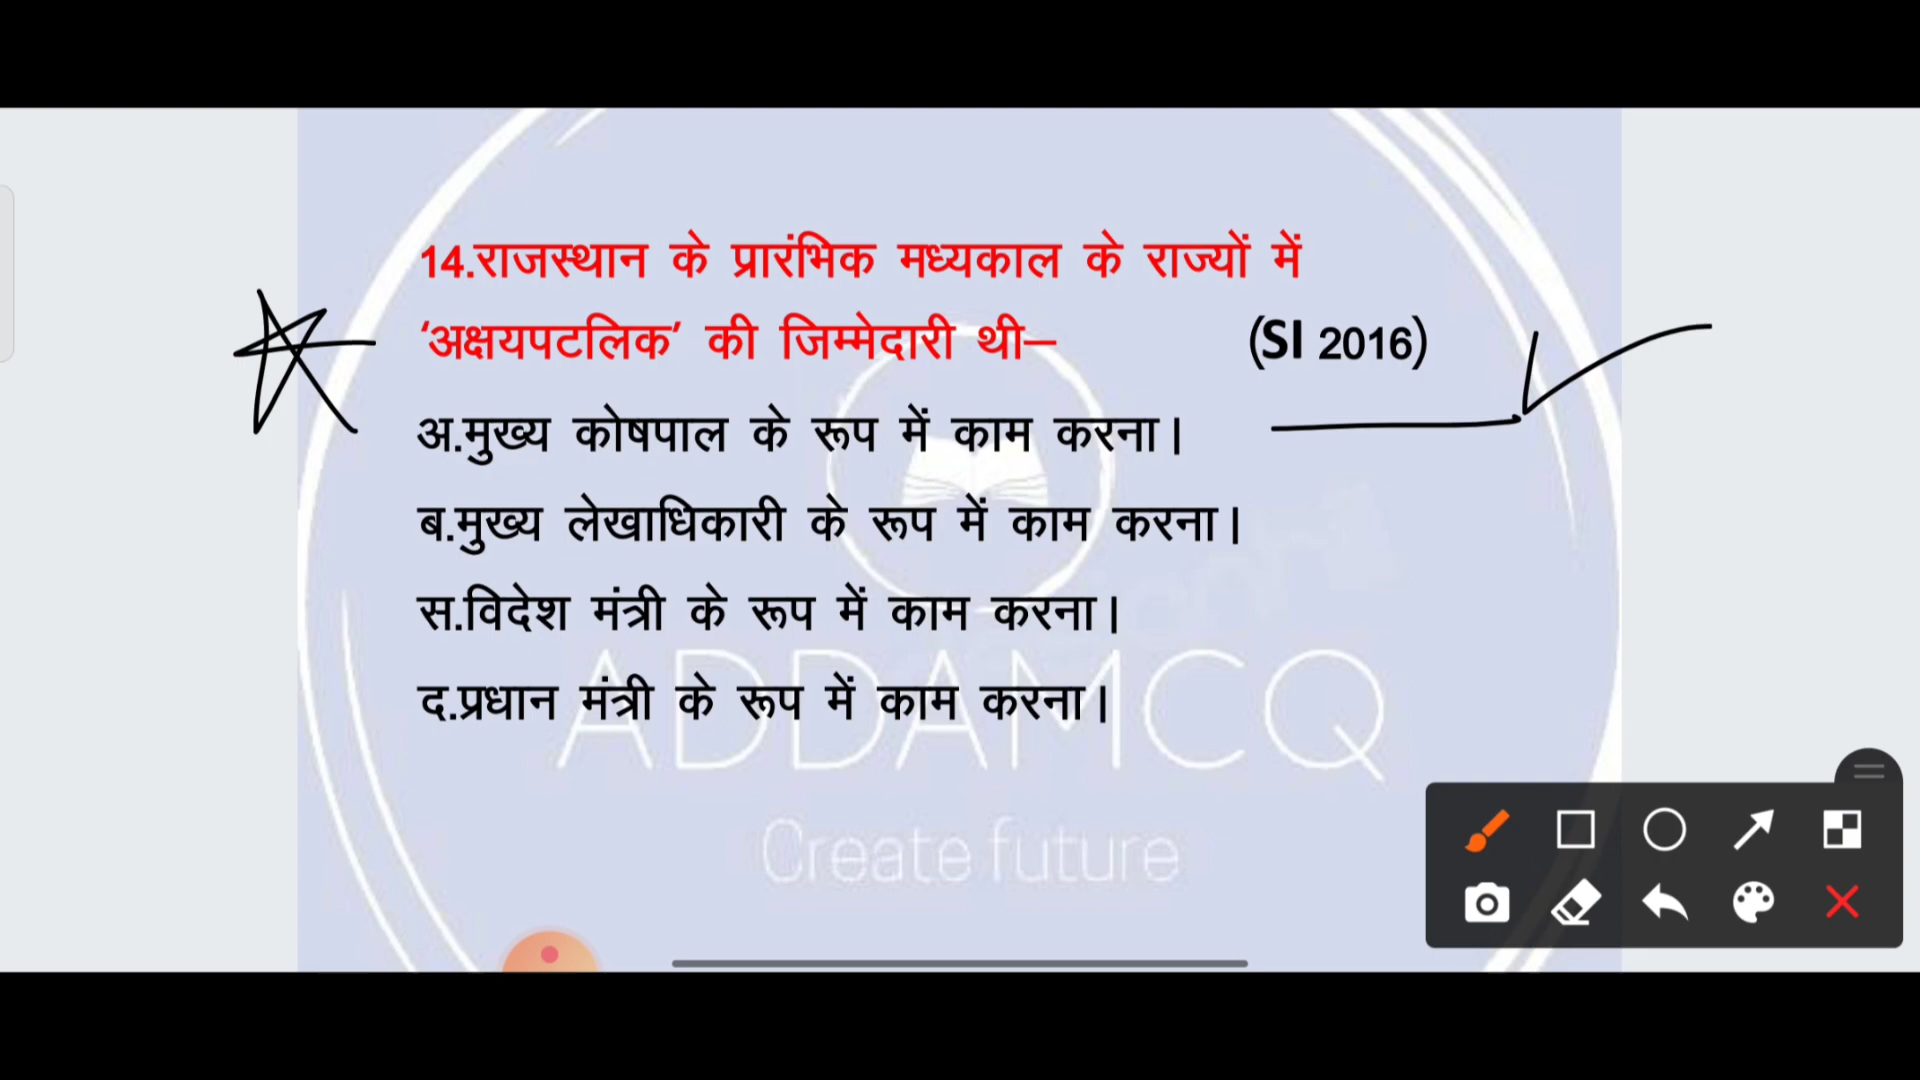 14.राजस्थान के प्रारंभिक मध्यकाल के राज्यों में
‘अक्षयपटलिक’ की जिम्मेदारी थी– (SI 2016)
अ.मुख्य कोषपाल के रूप में काम करना।
ब.मुख्य लेखाधिकारी के रूप में काम करना।
स.विदेश मंत्री के रूप में काम करना।
द.प्रधान मंत्री के रूप में काम करना।
ADDAMCQ
Create future